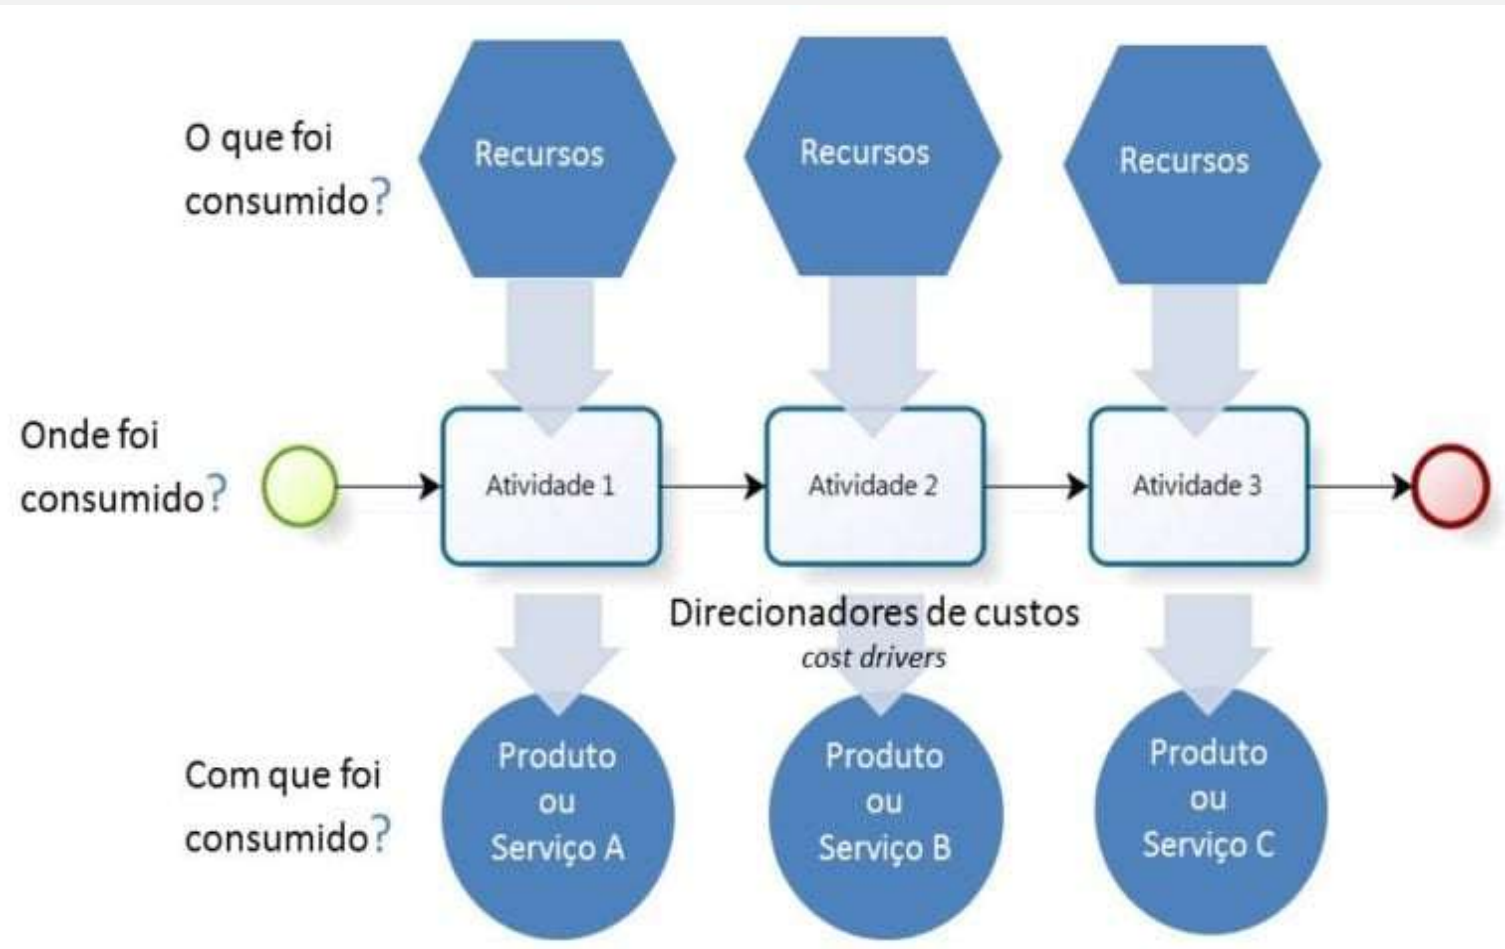 O que foi
consumido?
Recursos
Recursos
Recursos
Onde foi
consumido?
Atividade 1
Atividade 2
Atividade 3
Direcionadores de custos
cost drivers
Com que foi
consumido?
Produto
ou
Serviço A
Produto
ou
Serviço B
Produto
ou
Serviço C